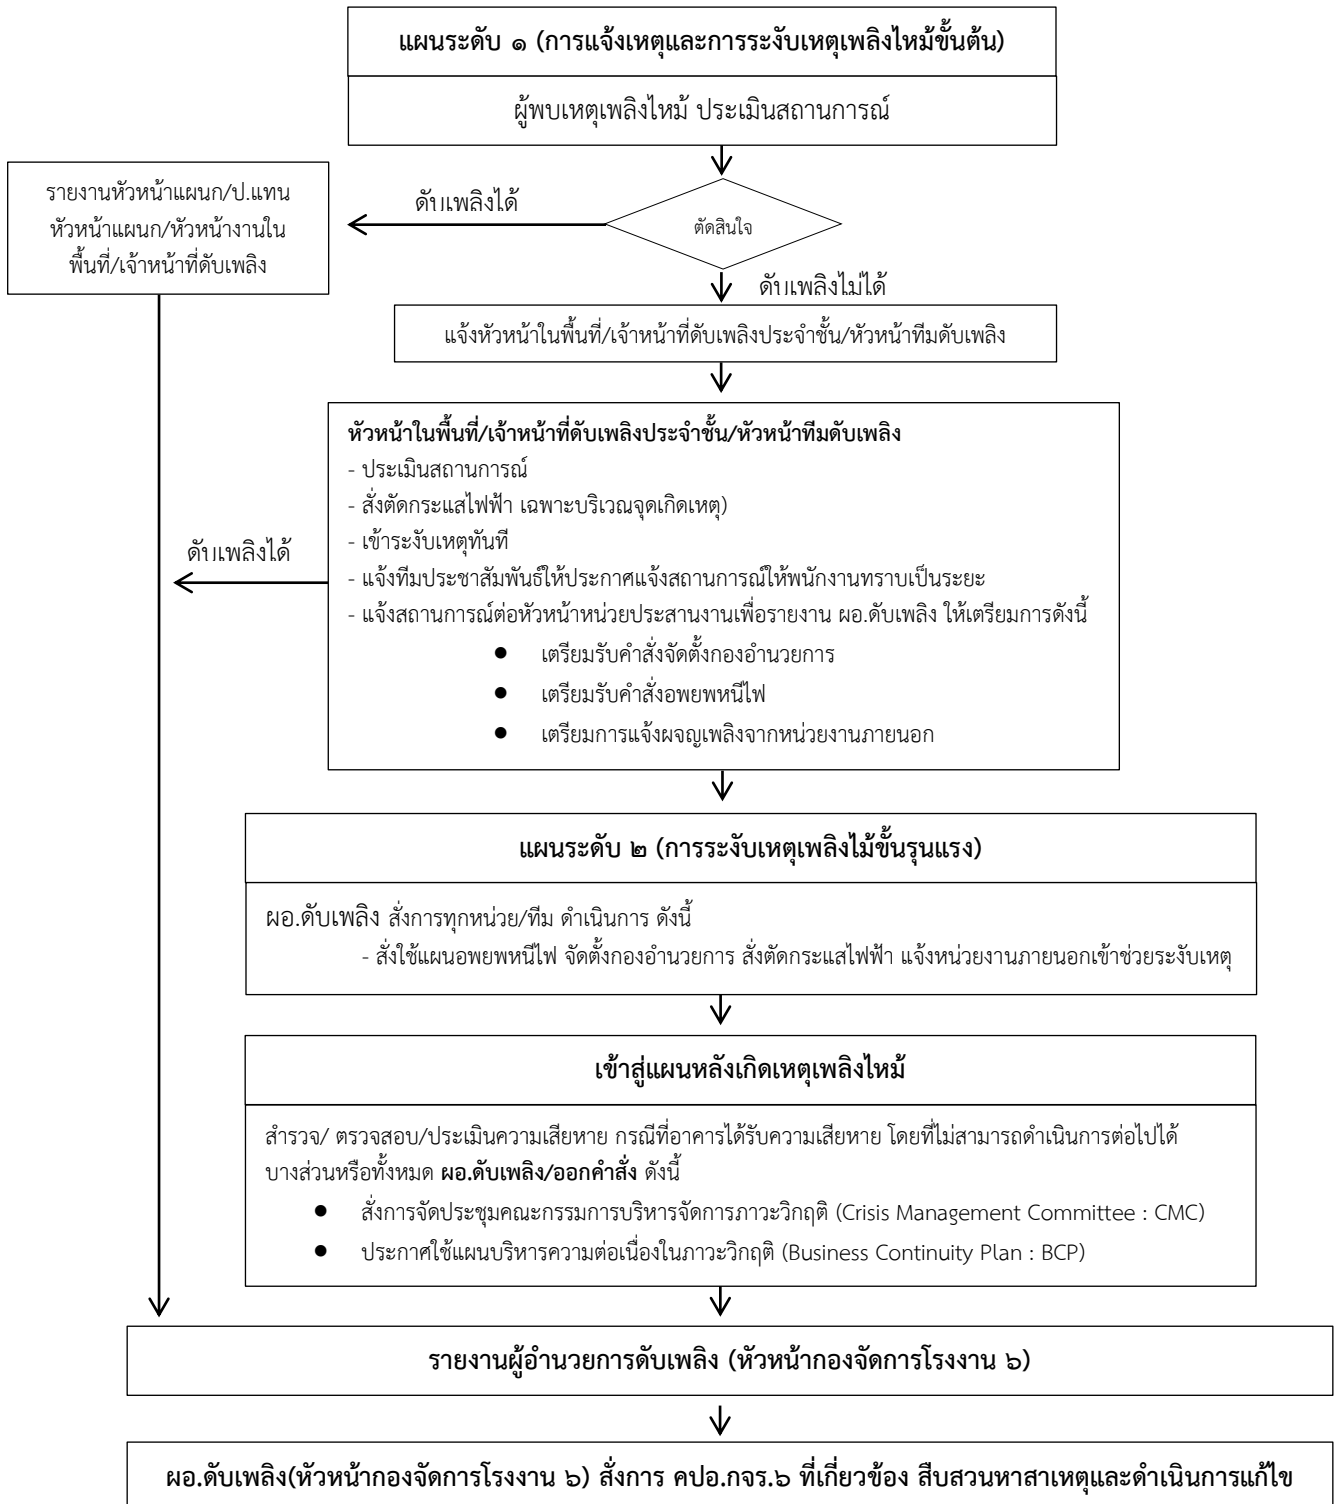 แผนระดับ ๑ (การแจ้งเหตุและการระงับเหตุเพลิงไหม้ขั้นต้น)
ผู้พบเหตุเพลิงไหม้ ประเมินสถานการณ์
รายงานหัวหน้าแผนก/ป.แทน
หัวหน้าแผนก/หัวหน้างานใน
พื้นที่/เจ้าหน้าที่ดับเพลิง
ดับเพลิงได้
ตัดสินใจ
ดับเพลิงไม่ได้
แจ้งหัวหน้าในพื้นที่/เจ้าหน้าที่ดับเพลิงประจำชั้น/หัวหน้าทีมดับเพลิง
หัวหน้าในพื้นที่/เจ้าหน้าที่ดับเพลิงประจำชั้น/หัวหน้าทีมดับเพลิง
- ประเมินสถานการณ์
- สั่งตัดกระแสไฟฟ้า เฉพาะบริเวณจุดเกิดเหตุ)
- เข้าระงับเหตุทันที
- แจ้งทีมประชาสัมพันธ์ให้ประกาศแจ้งสถานการณ์ให้พนักงานทราบเป็นระยะ
- แจ้งสถานการณ์ต่อหัวหน้าหน่วยประสานงานเพื่อรายงาน ผอ.ดับเพลิง ให้เตรียมการดังนี้
● เตรียมรับคำสั่งจัดตั้งกองอำนวยการ
● เตรียมรับคำสั่งอพยพหนีไฟ
● เตรียมการแจ้งผจญเพลิงจากหน่วยงานภายนอก
ดับเพลิงได้
แผนระดับ ๒ (การระงับเหตุเพลิงไม้ขั้นรุนแรง)
ผอ.ดับเพลิง สั่งการทุกหน่วย/ทีม ดำเนินการ ดังนี้
- สั่งใช้แผนอพยพหนีไฟ จัดตั้งกองอำนวยการ สั่งตัดกระแสไฟฟ้า แจ้งหน่วยงานภายนอกเข้าช่วยระงับเหตุ
เข้าสู่แผนหลังเกิดเหตุเพลิงไหม้
สำรวจ/ ตรวจสอบ/ประเมินความเสียหาย กรณีที่อาคารได้รับความเสียหาย โดยที่ไม่สามารถดำเนินการต่อไปได้
บางส่วนหรือทั้งหมด ผอ.ดับเพลิง/ออกคำสั่ง ดังนี้
● สั่งการจัดประชุมคณะกรรมการบริหารจัดการภาวะวิกฤติ (Crisis Management Committee : CMC)
● ประกาศใช้แผนบริหารความต่อเนื่องในภาวะวิกฤติ (Business Continuity Plan : BCP)
รายงานผู้อำนวยการดับเพลิง (หัวหน้ากองจัดการโรงงาน ๖)
ผอ.ดับเพลิง(หัวหน้ากองจัดการโรงงาน ๖) สั่งการ คปอ.กจร.๖ ที่เกี่ยวข้อง สืบสวนหาสาเหตุและดำเนินการแก้ไข